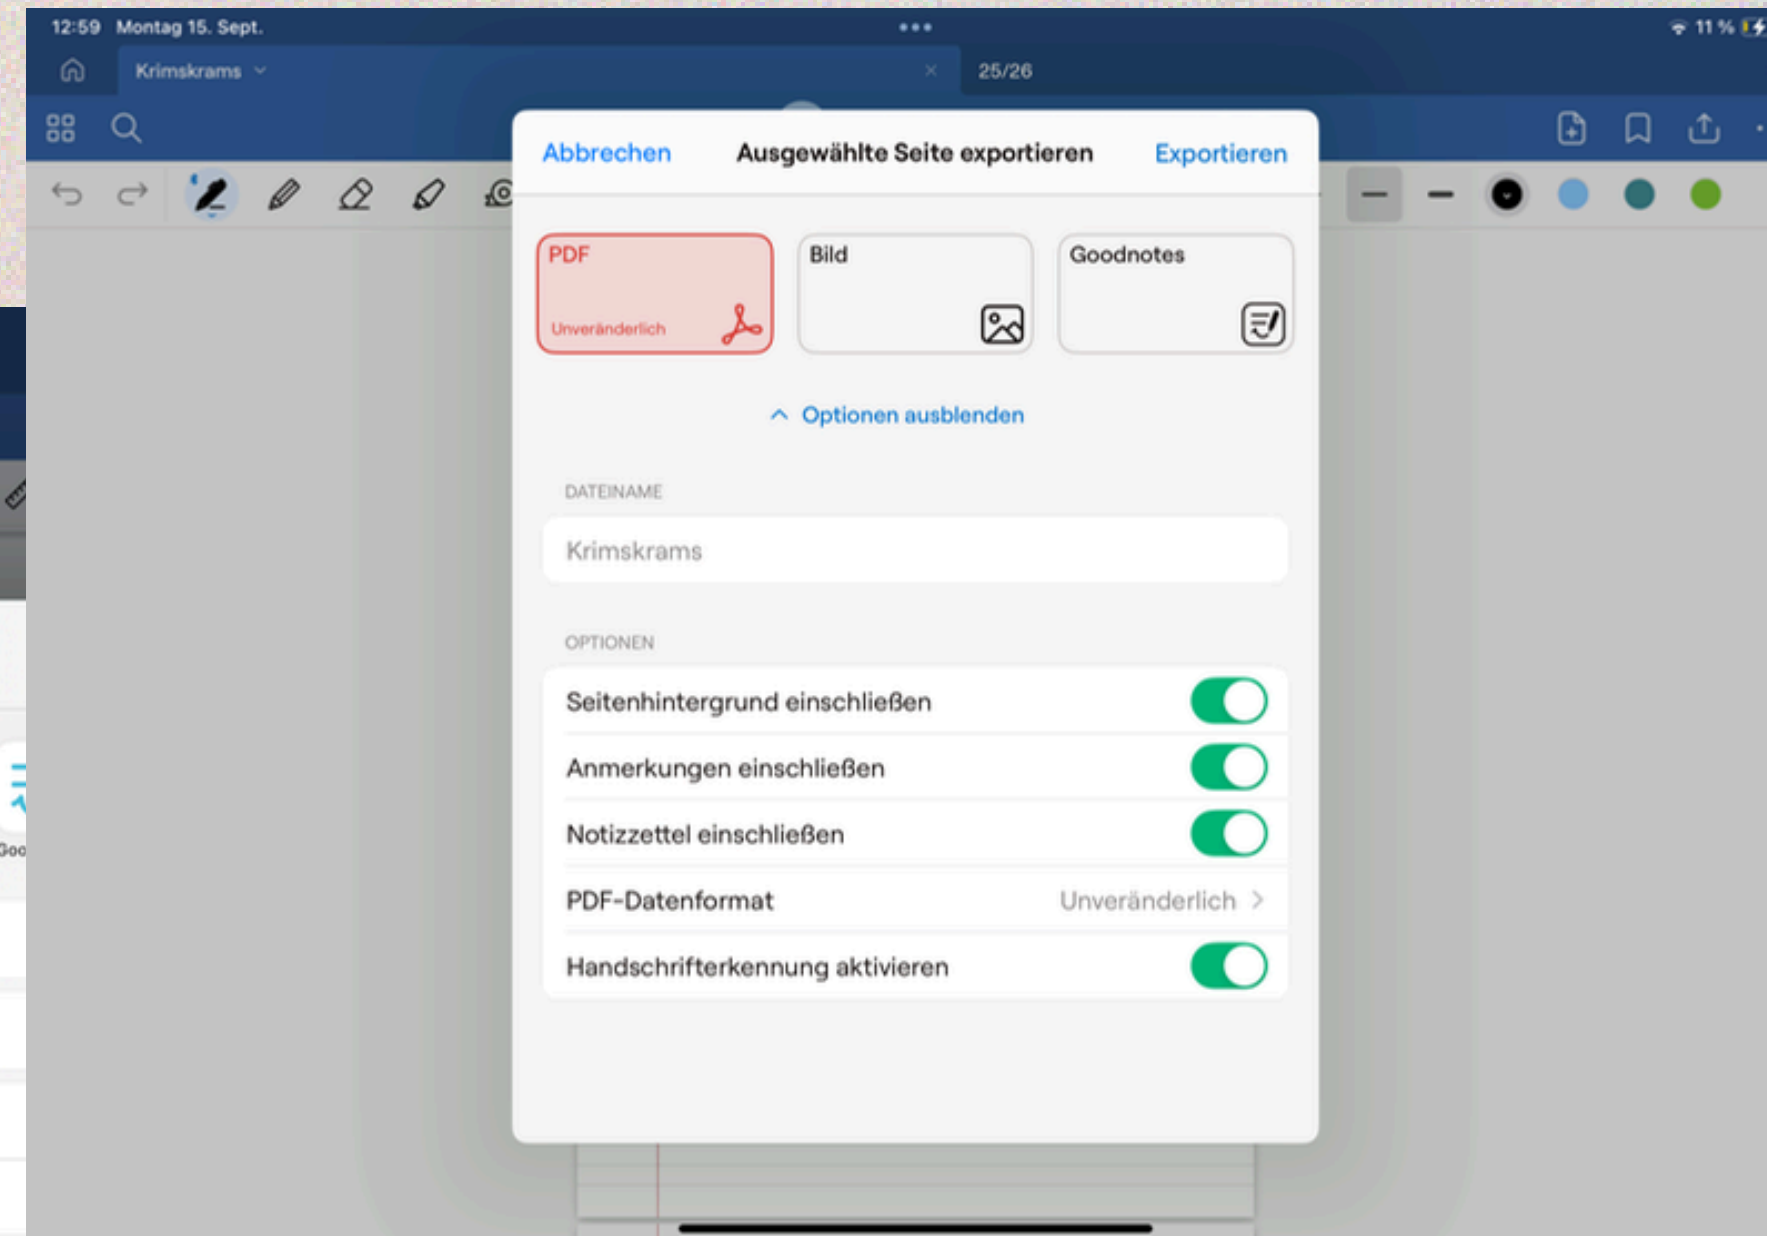 12:59 Montag 15. Sept.
11 %
Krimskrams
25/26
Abbrechen Ausgewählte Seite exportieren Exportieren
PDF Bild Goodnotes
Unveränderlich
Optionen ausblenden
DATEINAME
Krimskrams
OPTIONEN
Seitenhintergrund einschließen
Anmerkungen einschließen
Notizzettel einschließen
PDF-Datenformat Unveränderlich
Handschrifterkennung aktivieren